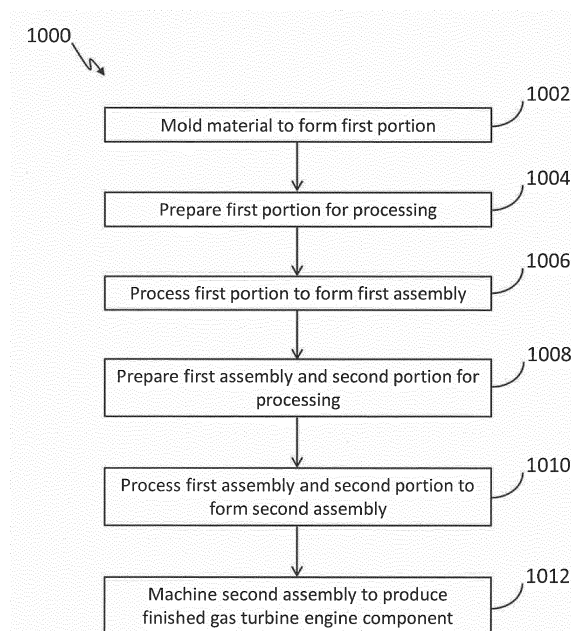 1000
1002
Mold material to form first portion
1004
Prepare first portion for processing
1006
Process first portion to form first assembly
1008
Prepare first assembly and second portion for
processing
1010
Process first assembly and second portion to
form second assembly
1012
Machine second assembly to produce
finished gas turbine engine component